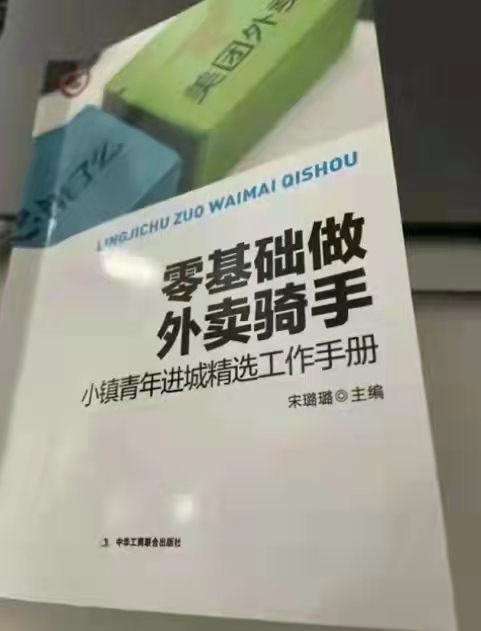 美团外卖
LINGJICHU ZUO WAIMAI QISHOU
零基础做
外卖骑手
小镇青年进城精选工作手册
宋璐璐◎主编
中华工商联合出版社